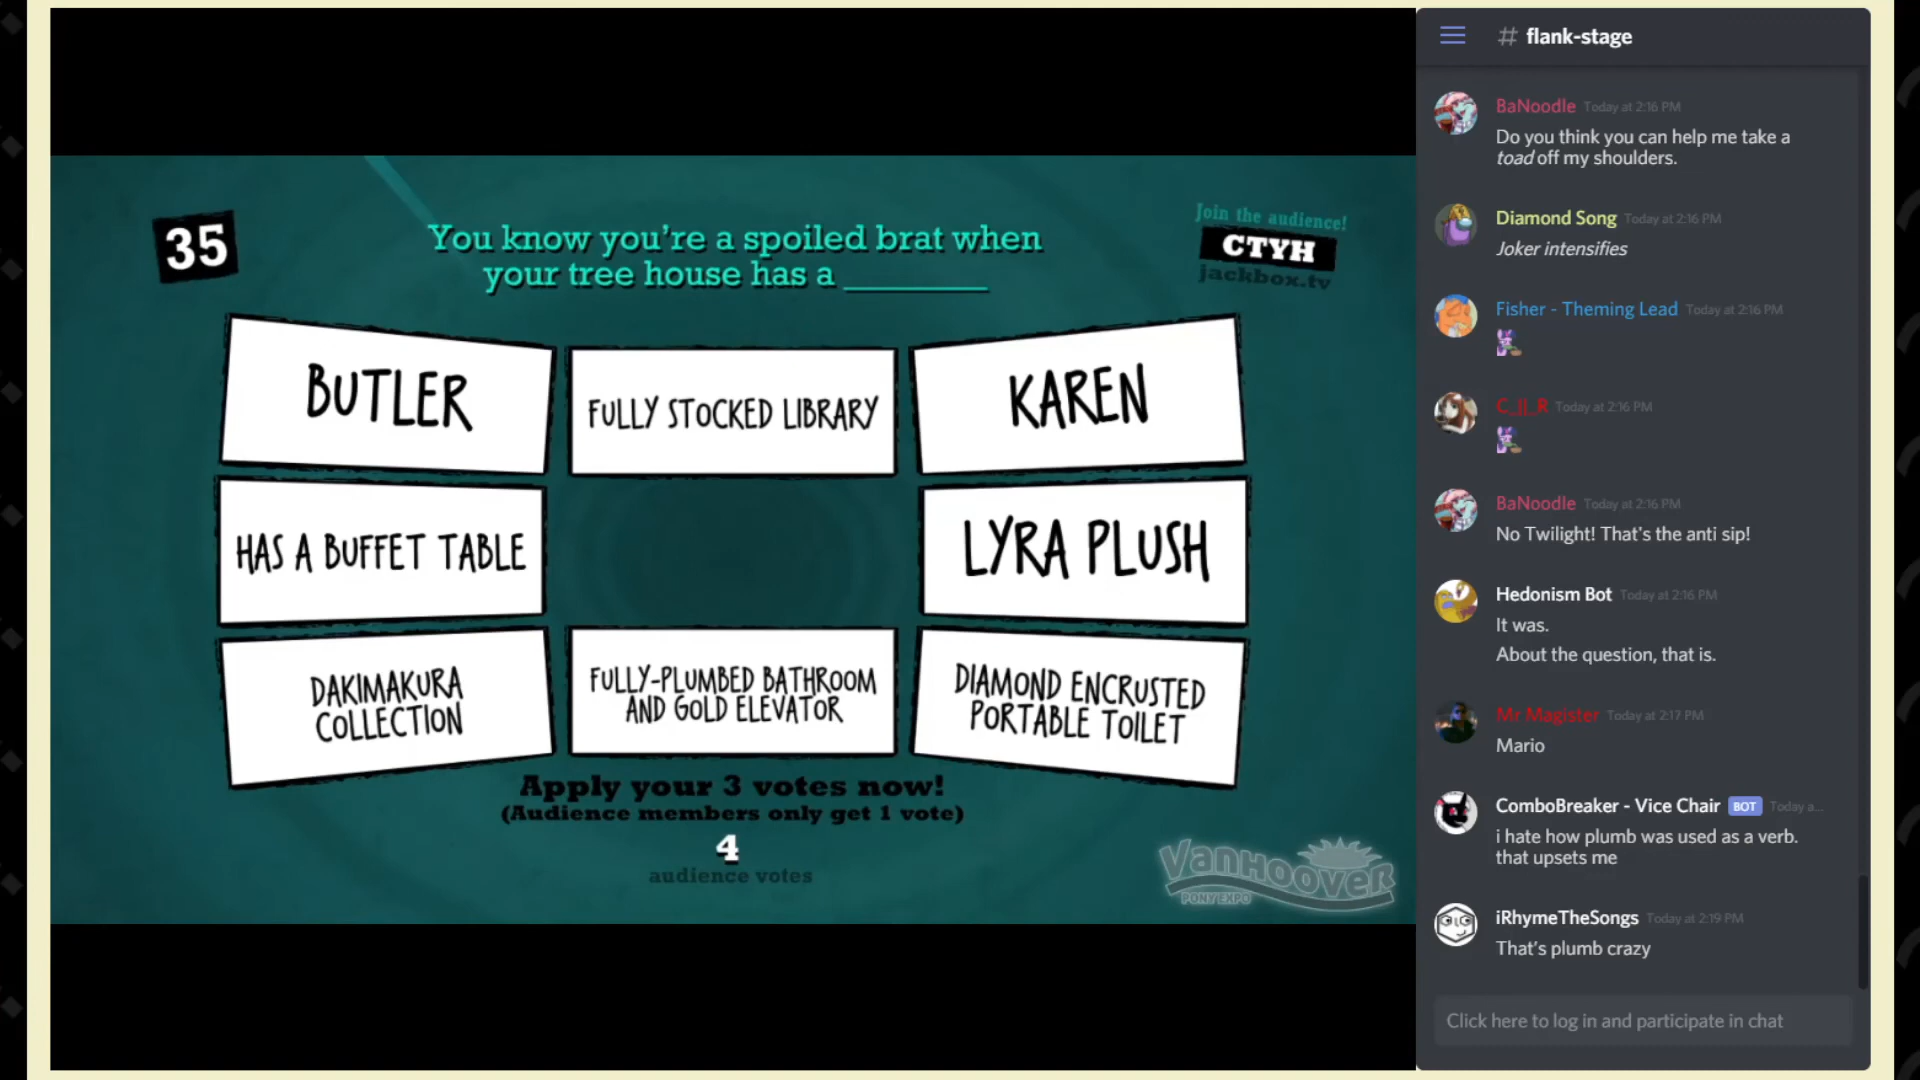 35
You know you're a spoiled brat when
your tree house has a ________
Join the audience!
CTYH
jackbox.tv
BUTLER
FULLY STOCKED LIBRARY
KAREN
HAS A BUFFET TABLE
LYRA PLUSH
DAKIMAKURA
COLLECTION
FULLY-PLUMBED BATHROOM
AND GOLD ELEVATOR
DIAMOND ENCRUSTED
PORTABLE TOILET
Apply your 3 votes now!
(Audience members only get 1 vote)
4
audience votes
VanHoover
PONY EXPO
# flank-stage
BaNoodle Today at 2:16 PM
Do you think you can help me take a
toad off my shoulders.
Diamond Song Today at 2:16 PM
Joker intensifies
Fisher - Theming Lead Today at 2:16 PM
C_||_R Today at 2:16 PM
BaNoodle Today at 2:16 PM
No Twilight! That's the anti sip!
Hedonism Bot Today at 2:16 PM
It was.
About the question, that is.
Mr Magister Today at 2:17 PM
Mario
ComboBreaker - Vice Chair BOT Today a...
i hate how plumb was used as a verb.
that upsets me
iRhymeTheSongs Today at 2:19 PM
That's plumb crazy
Click here to log in and participate in chat